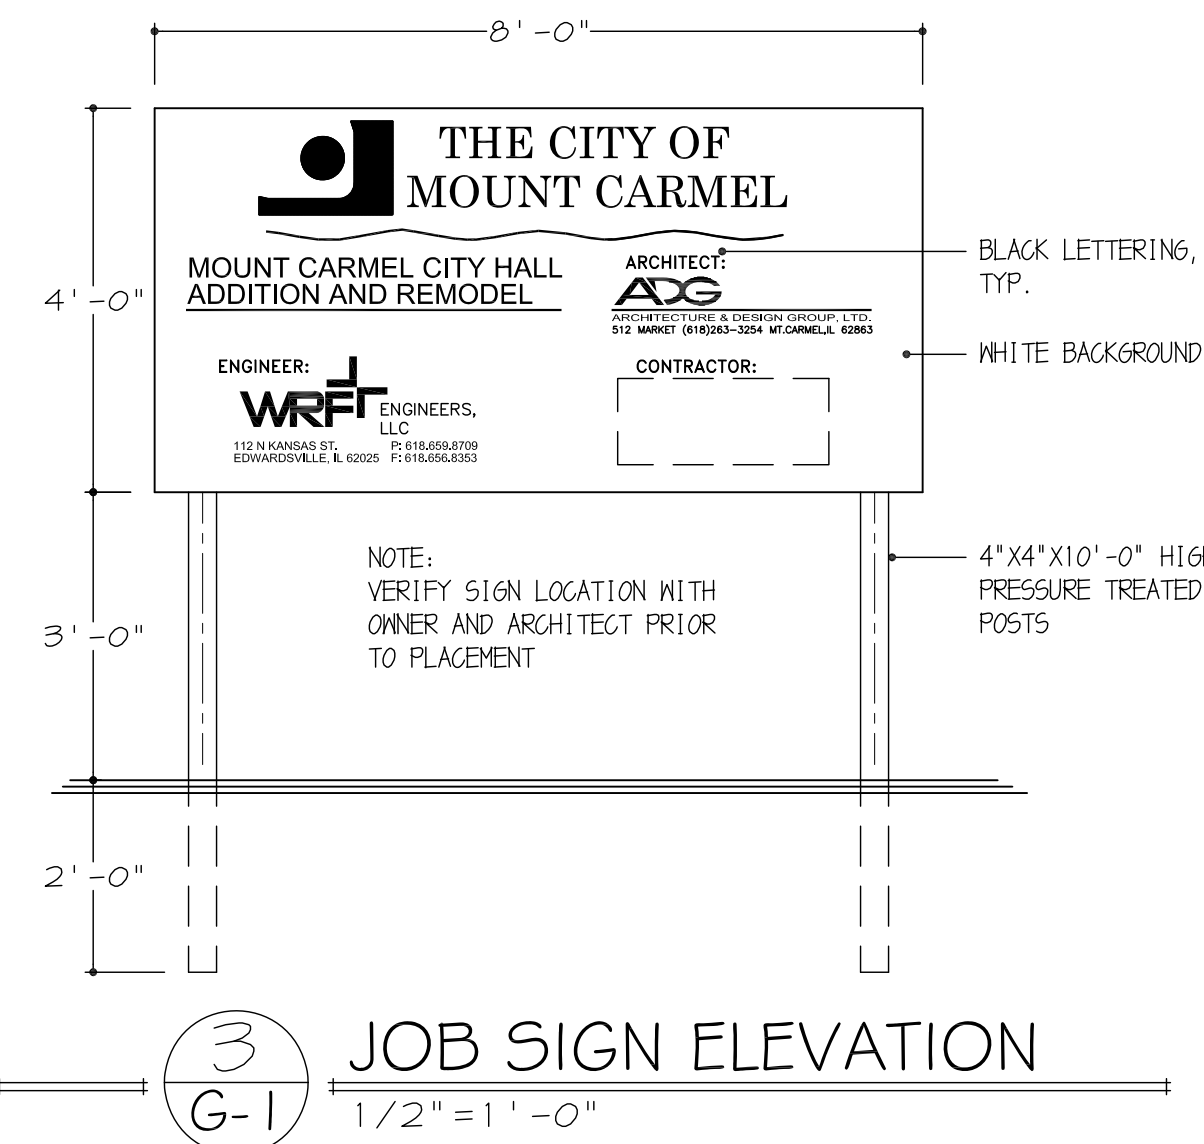 8'-0"
THE CITY OF
MOUNT CARMEL
MOUNT CARMEL CITY HALL
ADDITION AND REMODEL
ARCHITECT:
ADG
ARCHITECTURE & DESIGN GROUP, LTD.
512 MARKET (618)263-3254 MT.CARMEL,IL 62863
BLACK LETTERING,
TYP.
4'-0"
WHITE BACKGROUND
ENGINEER:
WRF
ENGINEERS,
LLC
112 N KANSAS ST. P: 618.659.8709
EDWARDSVILLE, IL 62025 F: 618.656.8353
CONTRACTOR:
NOTE:
VERIFY SIGN LOCATION WITH
OWNER AND ARCHITECT PRIOR
TO PLACEMENT
4"X4"X10'-0"
PRESSURE TREATED
POSTS
3'-0"
2'-0"
3
G-1
JOB SIGN ELEVATION
1/2"=1'-0"